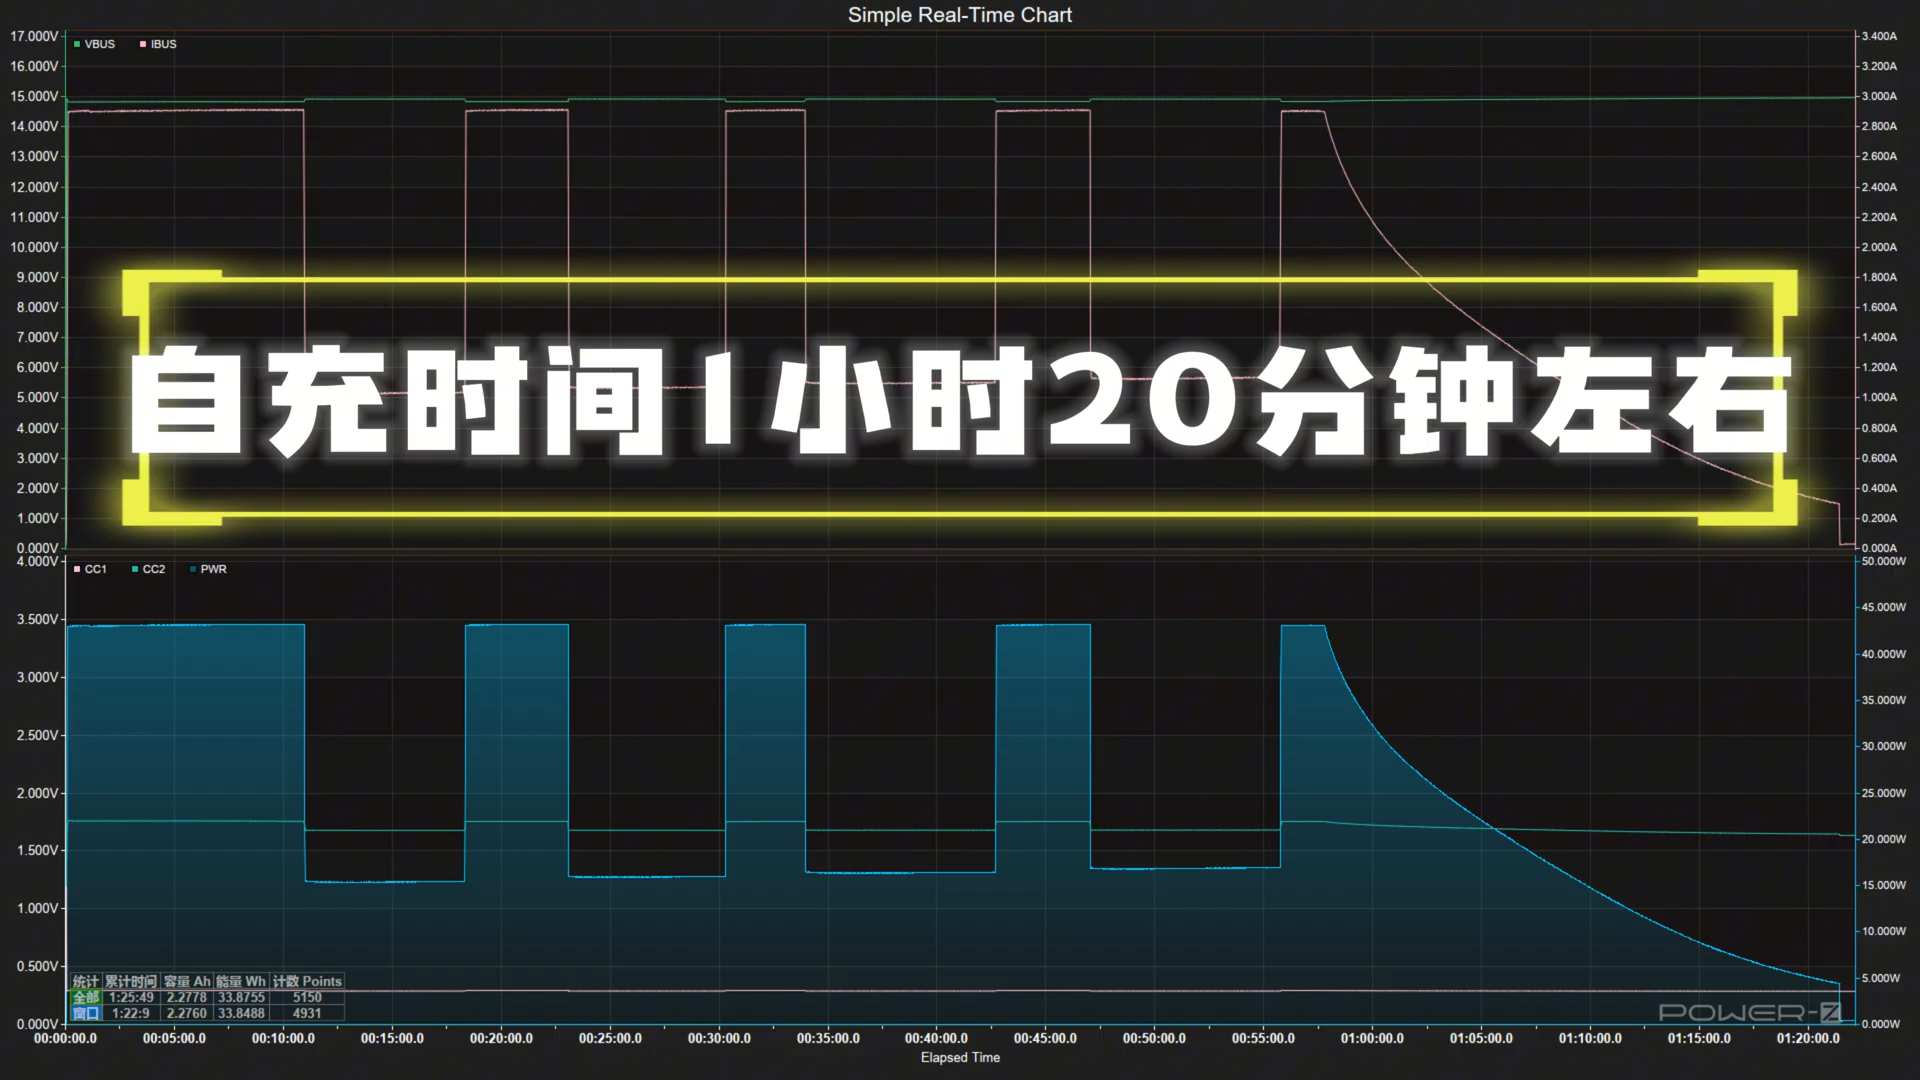 Simple Real-Time Chart
VBUS IBUS
17.000V
16.000V
15.000V
14.000V
13.000V
12.000V
11.000V
10.000V
9.000V
8.000V
7.000V
6.000V
5.000V
4.000V
3.000V
2.000V
1.000V
0.000V
3.400A
3.200A
3.000A
2.800A
2.600A
2.400A
2.200A
2.000A
1.800A
1.600A
1.400A
1.200A
1.000A
0.800A
0.600A
0.400A
0.200A
0.000A
自充时间1小时20分钟左右
CC1 CC2 PWR
4.000V
3.500V
3.000V
2.500V
2.000V
1.500V
1.000V
0.500V
0.000V
50.000W
45.000W
40.000W
35.000W
30.000W
25.000W
20.000W
15.000W
10.000W
5.000W
0.000W
统计 累计时间 容量 Ah 能量 Wh 计数 Points
全部 1:25:49 2.2778 33.8755 5150
窗口 1:22:9 2.2760 33.8488 4931
POWER-Z
00:00:00.0 00:05:00.0 00:10:00.0 00:15:00.0 00:20:00.0 00:25:00.0 00:30:00.0 00:35:00.0 00:40:00.0 00:45:00.0 00:50:00.0 00:55:00.0 01:00:00.0 01:05:00.0 01:10:00.0 01:15:00.0 01:20:00.0
Elapsed Time